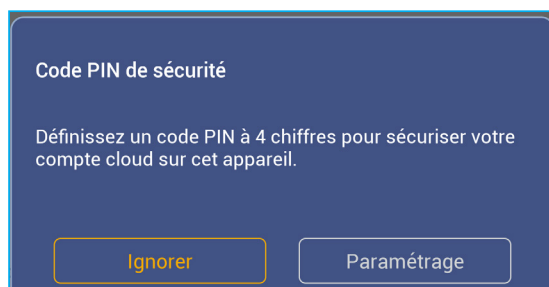 Code PIN de sécurité
Définissez un code PIN à 4 chiffres pour sécuriser votre
compte cloud sur cet appareil.
Ignorer
Paramétrage